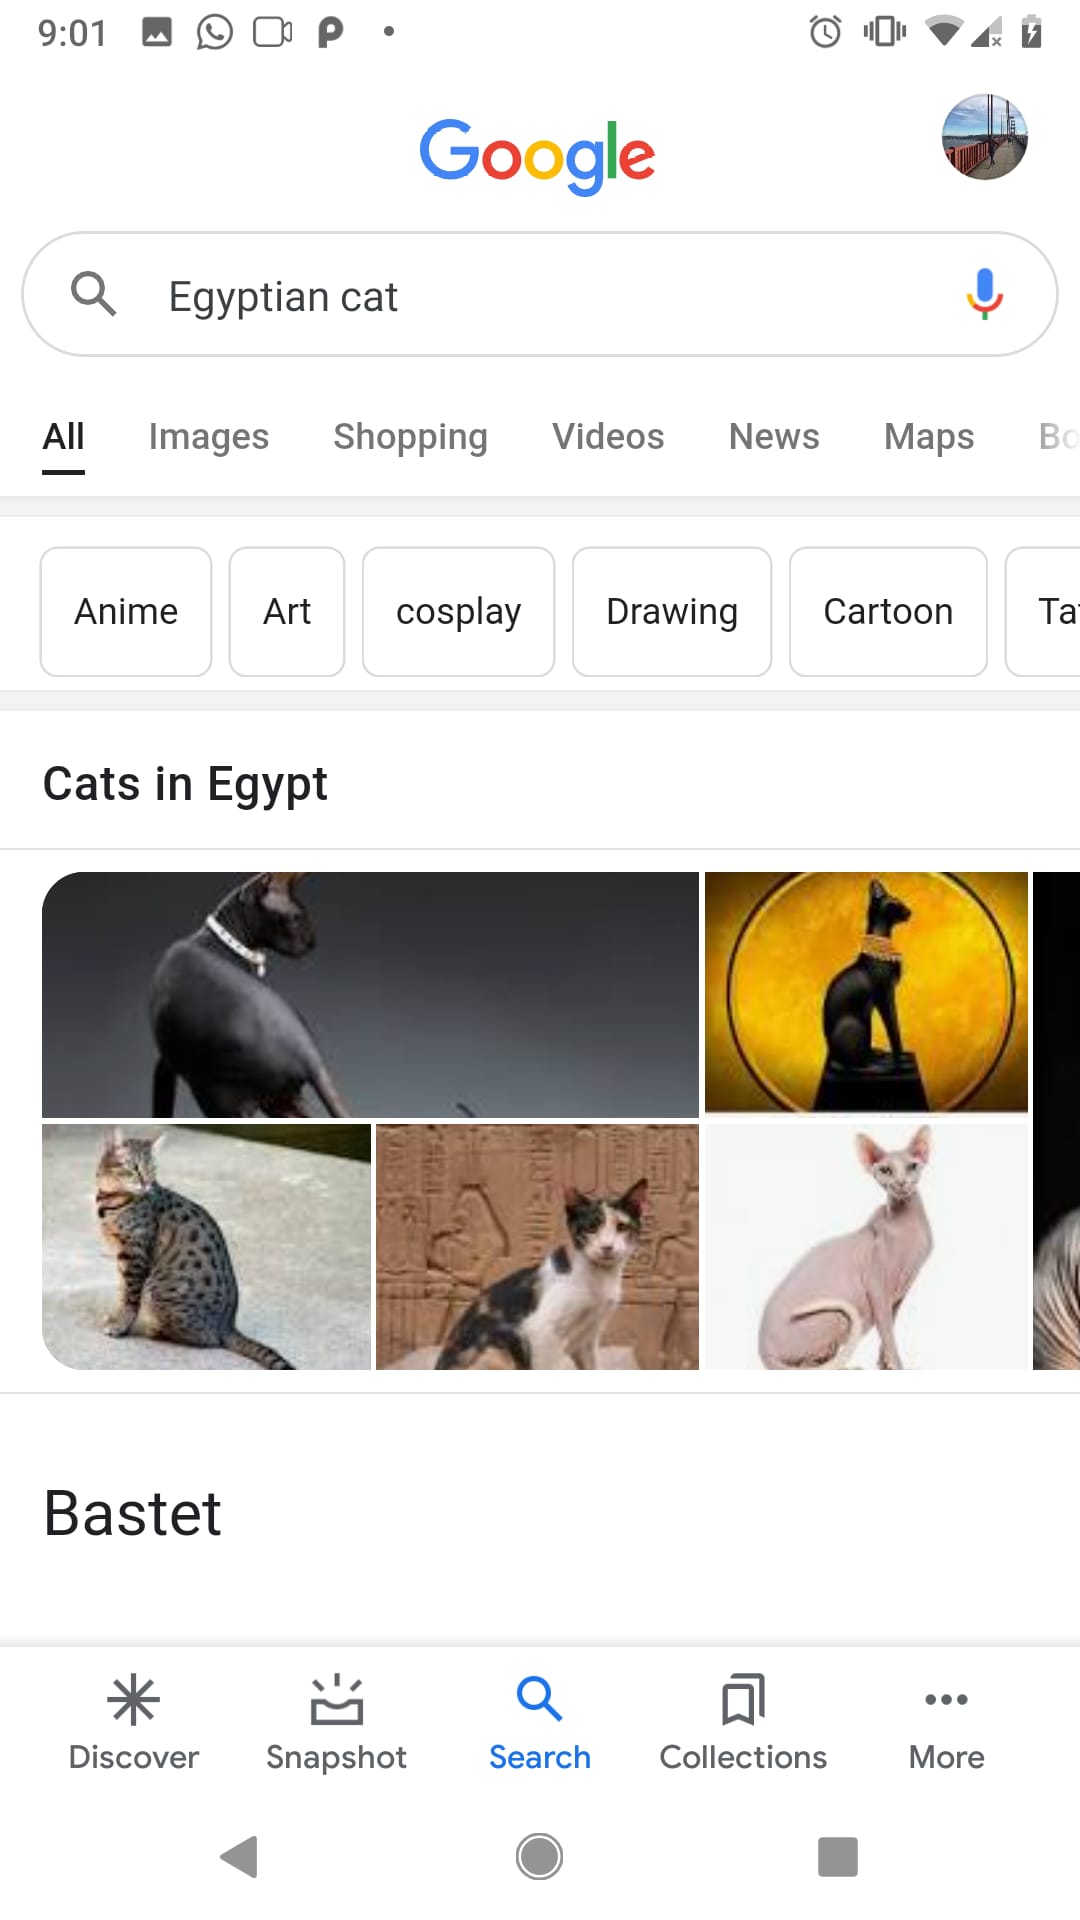 9:01
Google
Egyptian cat
All Images Shopping Videos News Maps Bo
Anime Art cosplay Drawing Cartoon Ta
Cats in Egypt
Bastet
Discover Snapshot Search Collections More